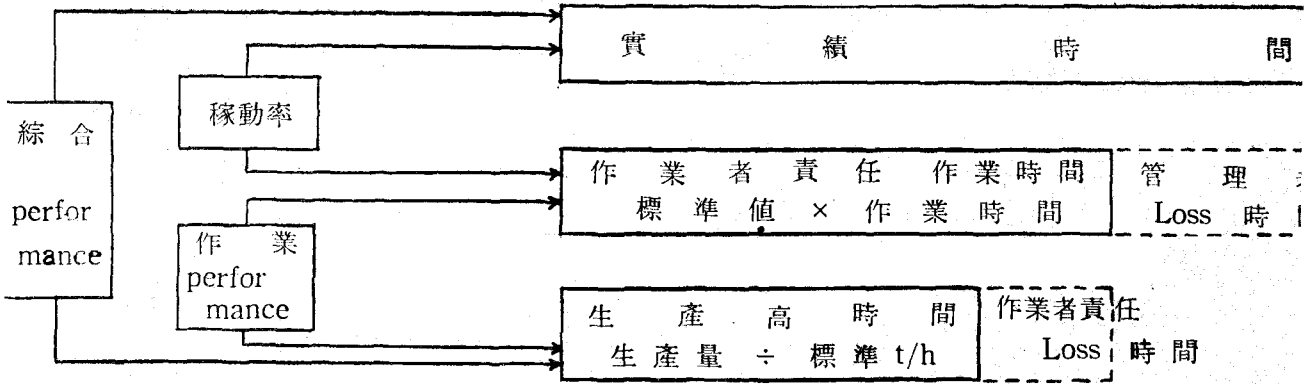 實績時間
稼動率
綜合
perfor
mance
作業者責任作業時間
標準値 × 作業時間
管理
Loss 時
作業
perfor
mance
生產高時間
生產量 ÷ 標準 t/h
作業者責任
Loss 時間